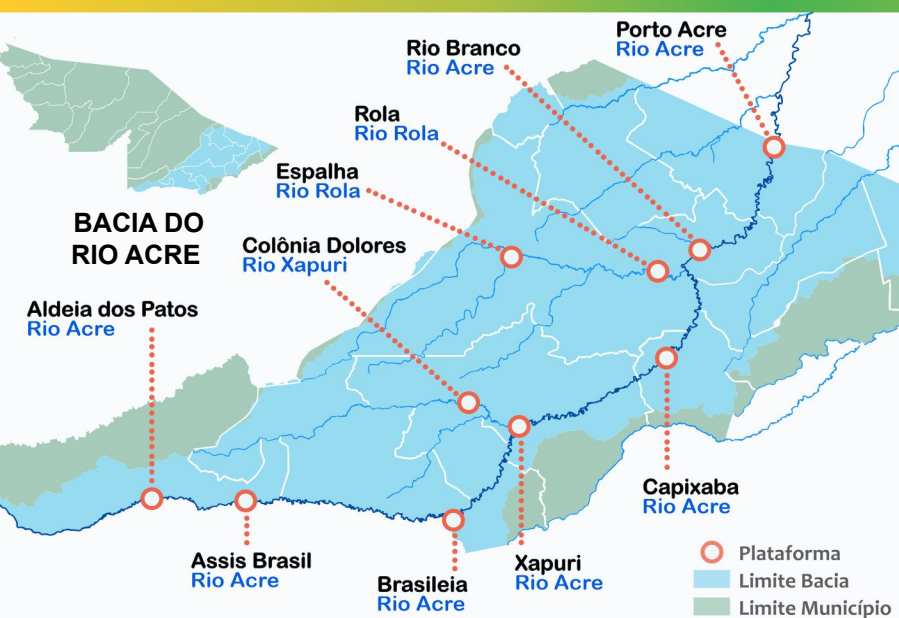 Porto Acre
Rio Acre
Rio Branco
Rio Acre
Rola
Rio Rola
Espalha
Rio Rola
BACIA DO
RIO ACRE
Colônia Dolores
Rio Xapuri
Aldeia dos Patos
Rio Acre
Capixaba
Rio Acre
Assis Brasil
Rio Acre
Xapuri
Rio Acre
Brasileia
Rio Acre
Plataforma
Limite Bacia
Limite Município